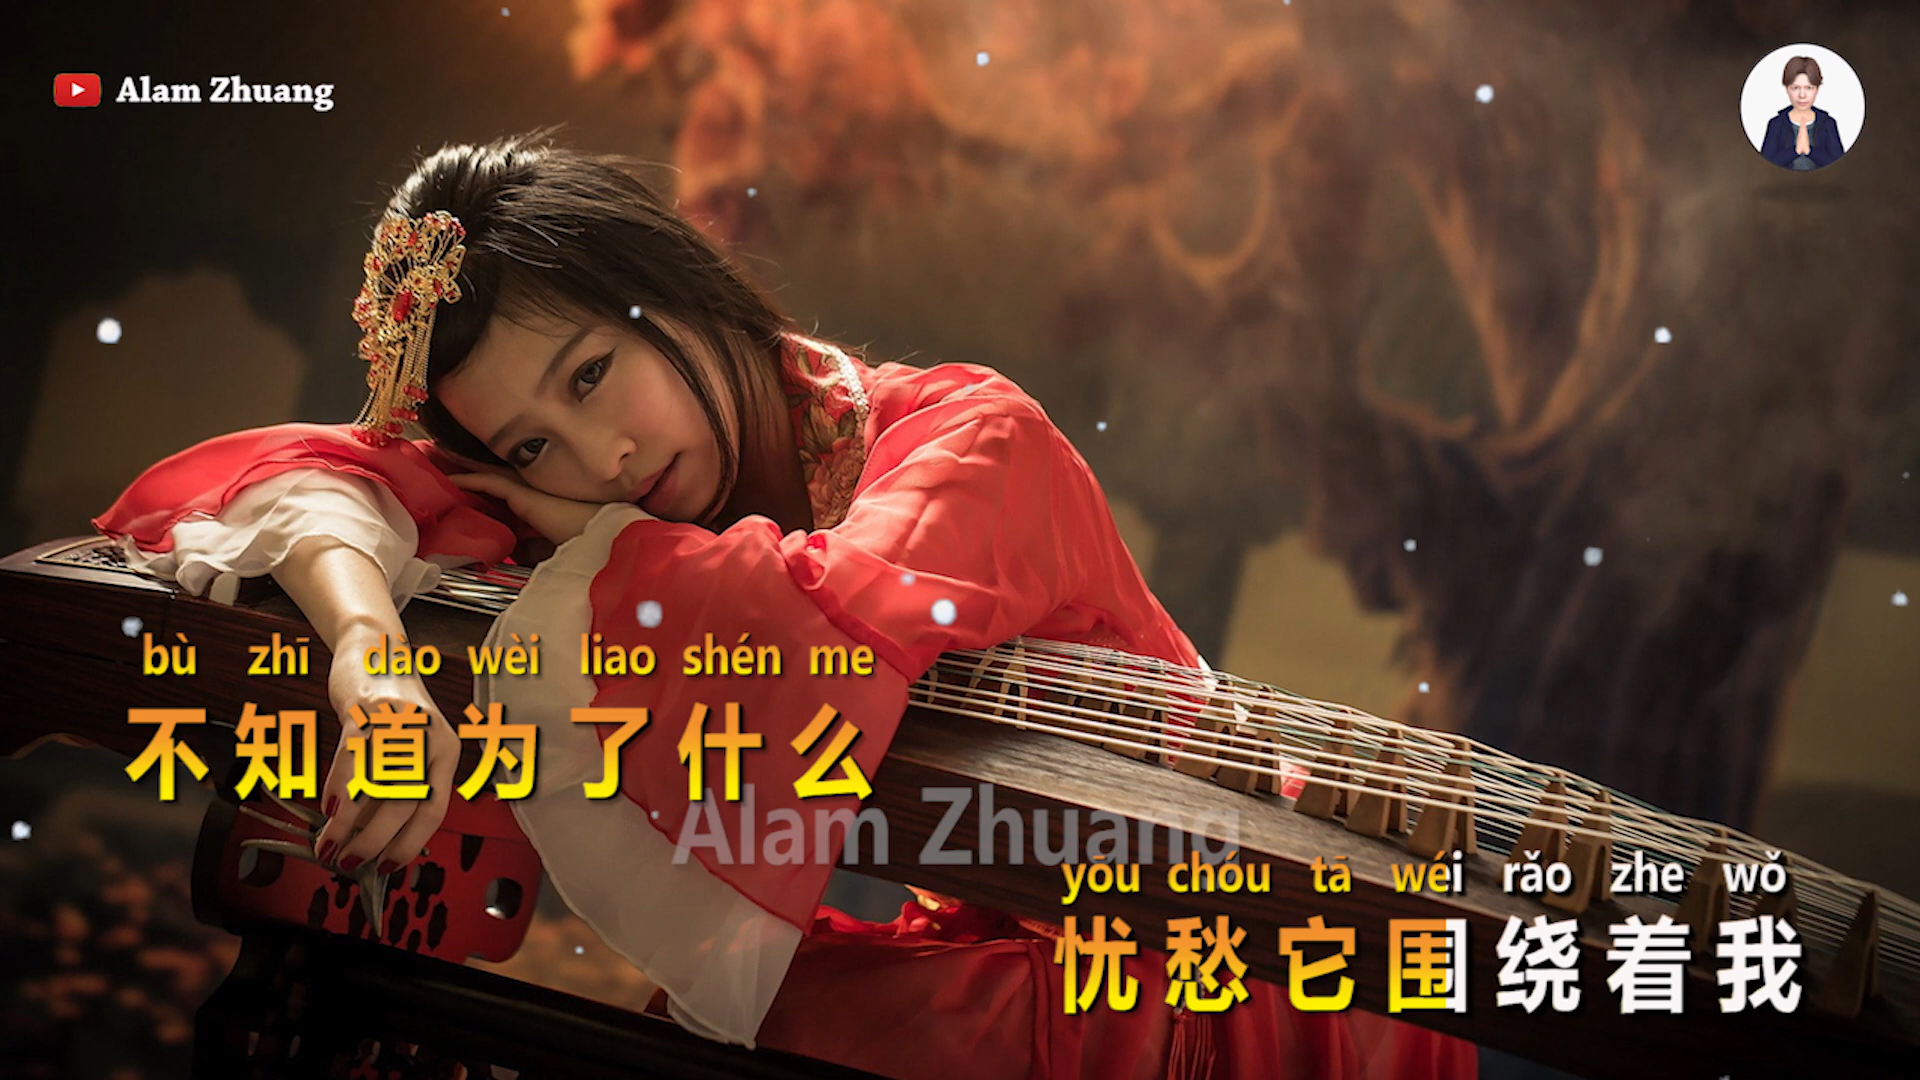 Alam Zhuang
bù zhī dào wèi liao shén me
不知道为了什么
Alam Zhuang
yōu chóu tā wéi rǎo zhe wǒ
忧愁它围绕着我